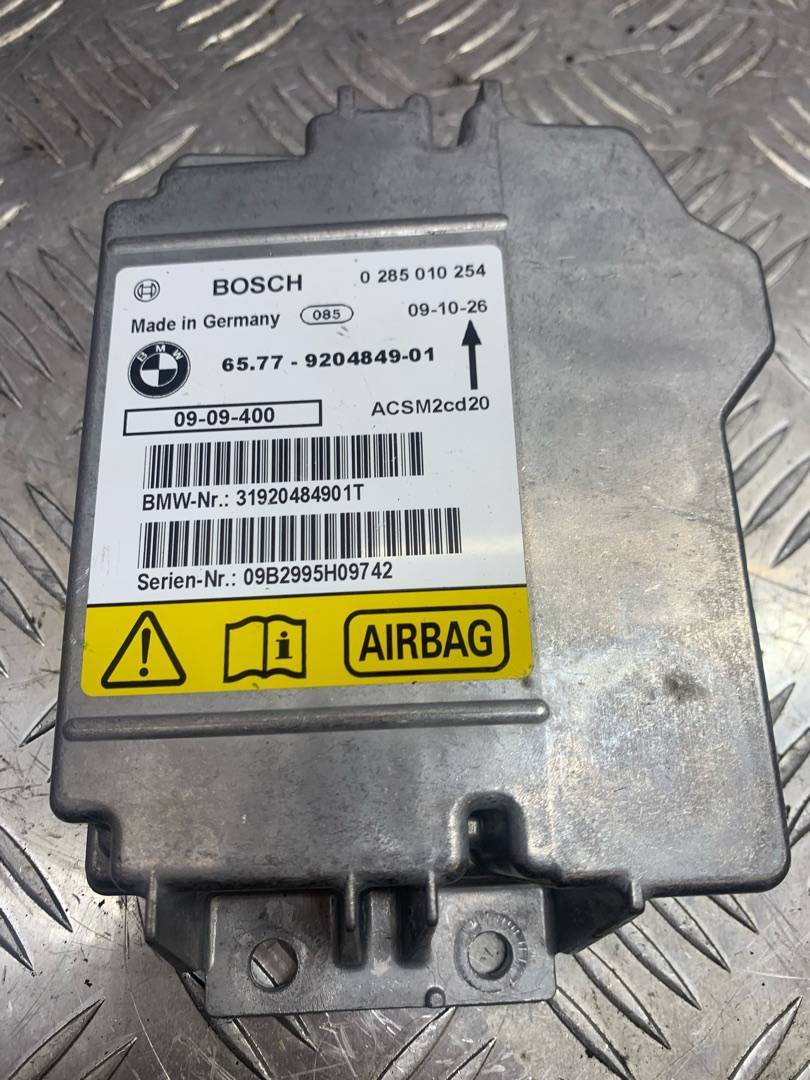 BOSCH 0 285 010 254
Made in Germany 085 09-10-26
BMW 65.77 - 9204849-01
09-09-400 ACSM2cd20
BMW-Nr.: 31920484901T
Serien-Nr.: 09B2995H09742
! i AIRBAG